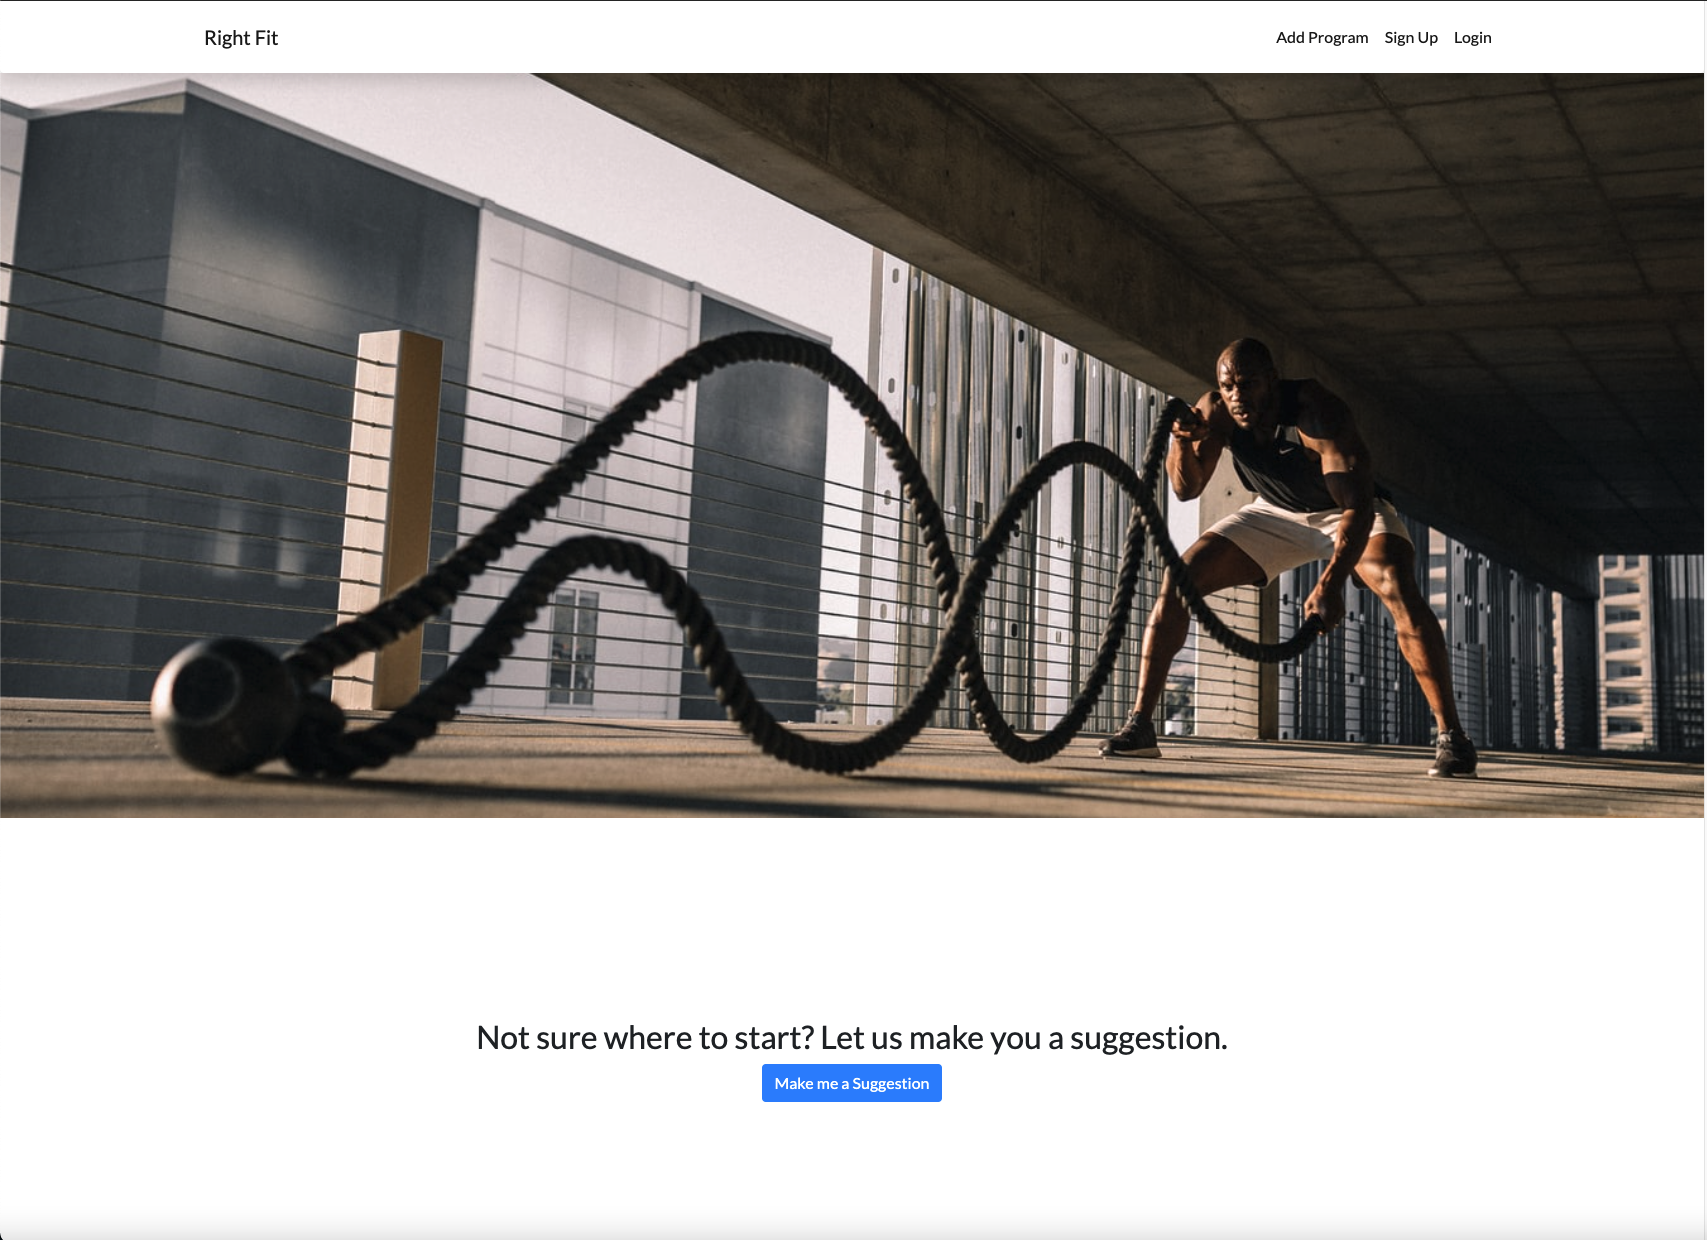 Right Fit
Add Program Sign Up Login
Not sure where to start? Let us make you a suggestion.
Make me a Suggestion